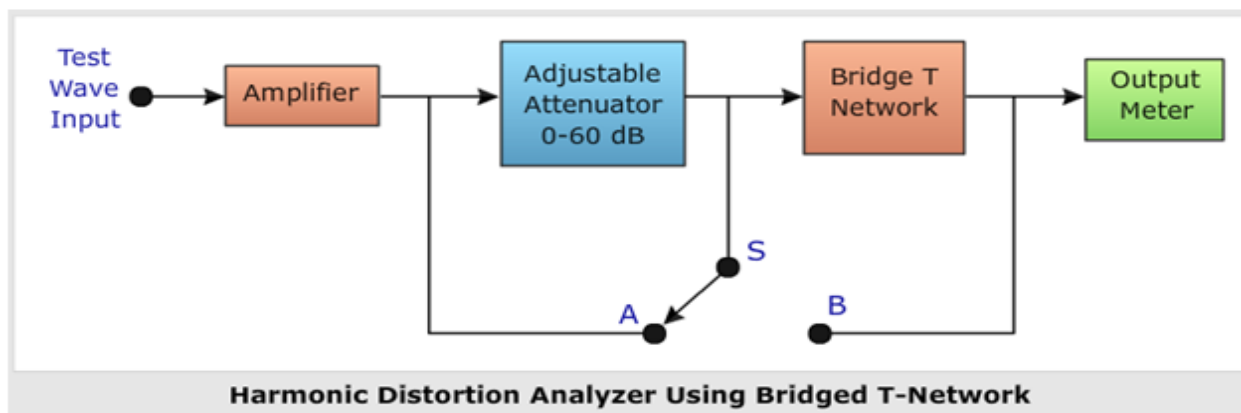 Test
Wave
Input
Amplifier
Adjustable
Attenuator
0-60 dB
Bridge T
Network
Output
Meter
S
A
B
Harmonic Distortion Analyzer Using Bridged T-Network